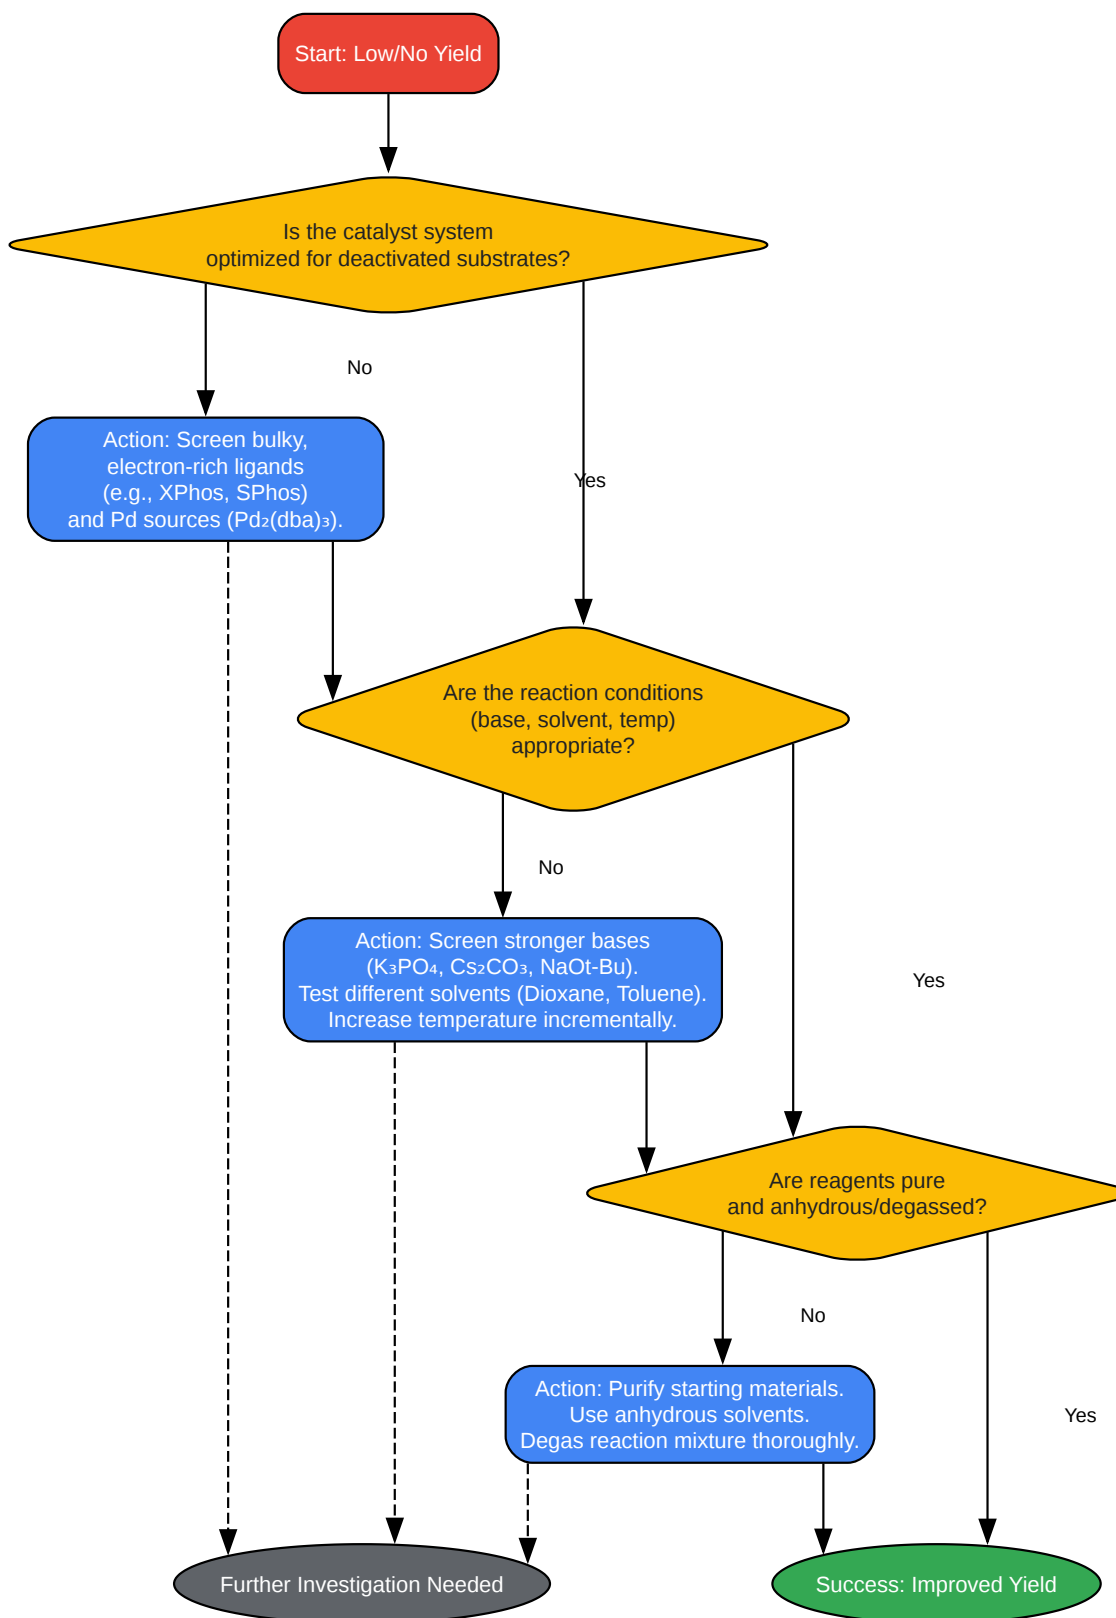 Start: Low/No Yield
Is the catalyst system
optimized for deactivated substrates?
No
Action: Screen bulky,
electron-rich ligands
(e.g., XPhos, SPhos)
and Pd sources (Pd₂(dba)₃).
Yes
Are the reaction conditions
(base, solvent, temp)
appropriate?
No
Action: Screen stronger bases
(K₃PO₄, Cs₂CO₃, NaOt-Bu).
Test different solvents (Dioxane, Toluene).
Increase temperature incrementally.
Yes
Are reagents pure
and anhydrous/degassed?
No
Action: Purify starting materials.
Use anhydrous solvents.
Degas reaction mixture thoroughly.
Yes
Further Investigation Needed
Success: Improved Yield